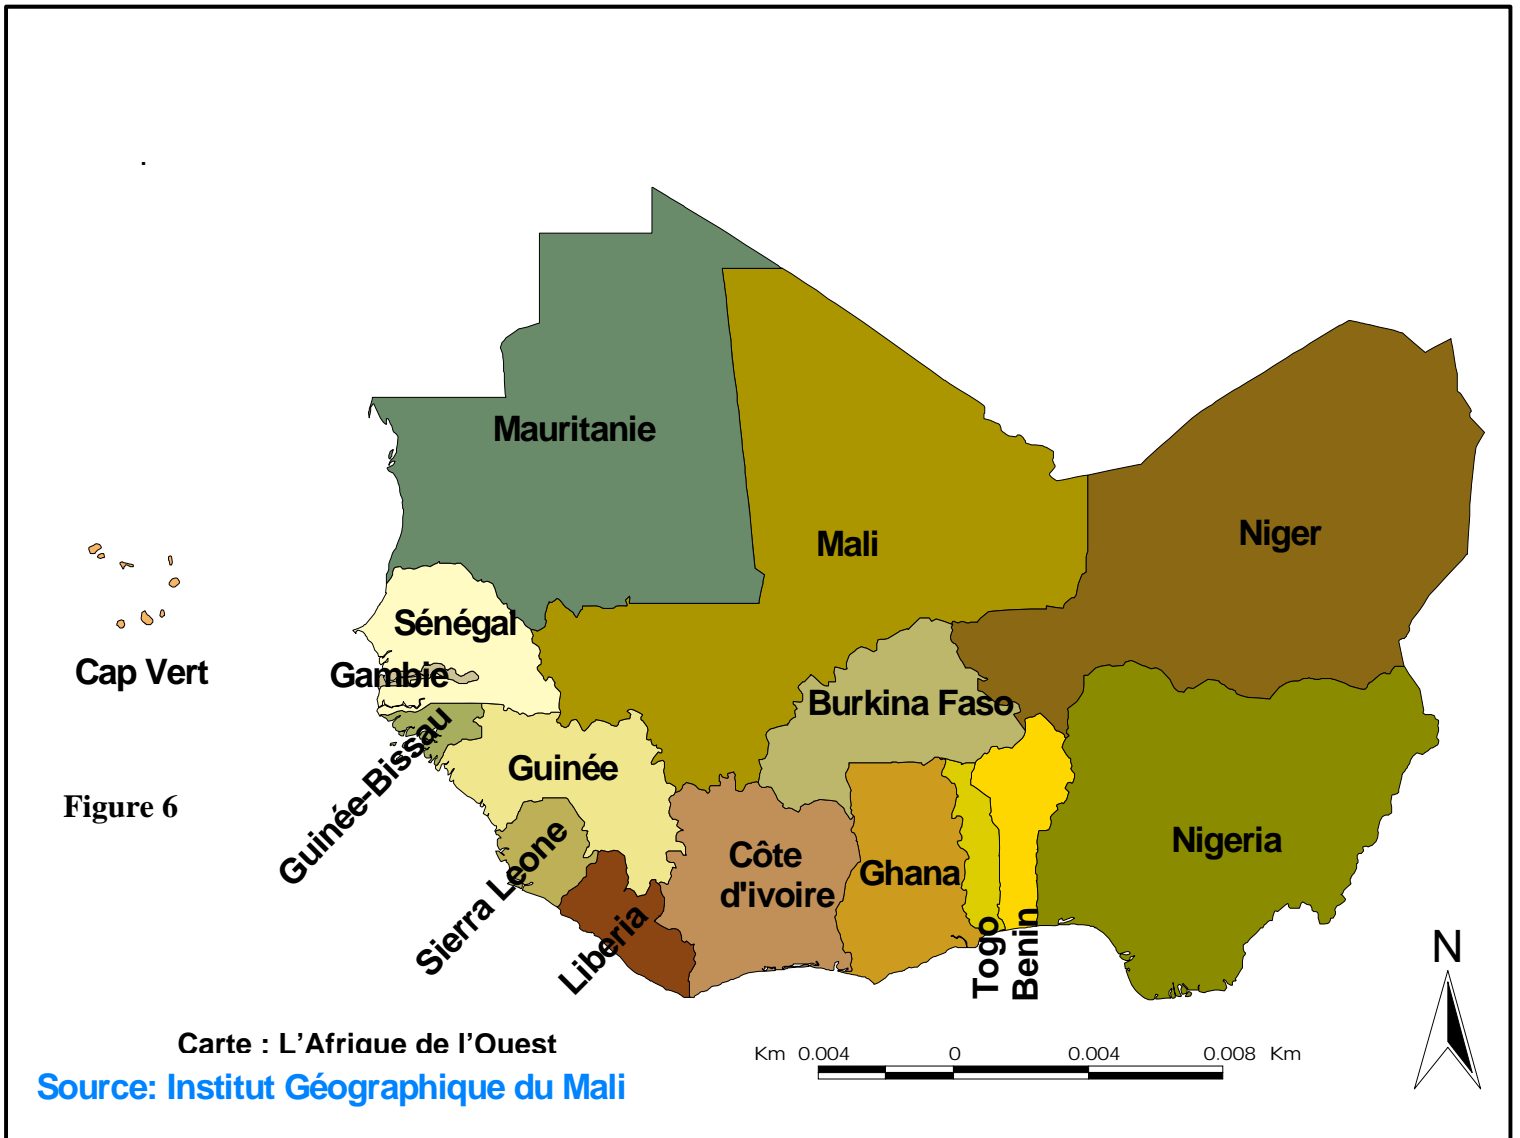 Mauritanie
Mali
Niger
Sénégal
Cap Vert
Gambie
Burkina Faso
Guinée-Bissau
Guinée
Figure 6
Sierra Leone
Liberia
Côte
d'ivoire
Ghana
Togo
Benin
Nigeria
N
Carte : L'Afrique de l'Ouest
Km 0.004 0 0.004 0.008 Km
Source: Institut Géographique du Mali